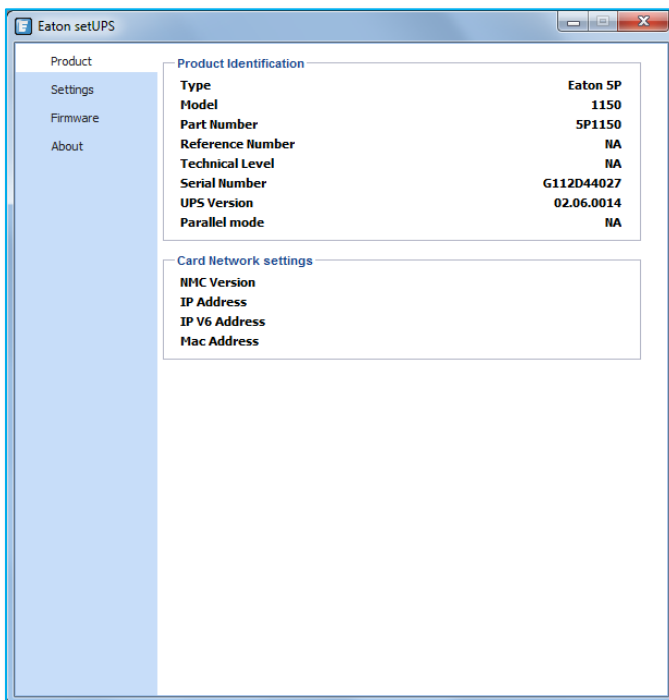 Eaton setUPS
Product
Settings
Firmware
About
Product Identification
Type Eaton 5P
Model 1150
Part Number 5P1150
Reference Number NA
Technical Level NA
Serial Number G112D44027
UPS Version 02.06.0014
Parallel mode NA
Card Network settings
NMC Version
IP Address
IP V6 Address
Mac Address